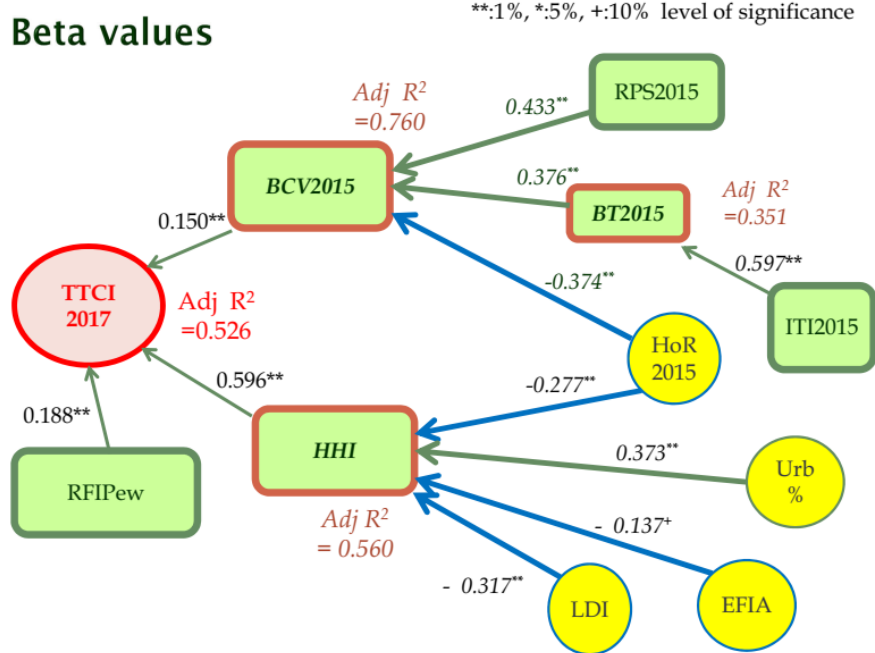 **:1%, *:5%, +:10% level of significance
Beta values
Adj R²
=0.760
0.433**
RPS2015
BCV2015
0.376**
BT2015
Adj R²
=0.351
0.150**
-0.374**
0.597**
TTCI
2017
Adj R²
=0.526
ITI2015
HoR
2015
0.596**
-0.277**
0.188**
HHI
0.373**
RFIPew
Urb
%
Adj R²
= 0.560
- 0.137+
- 0.317**
LDI
EFIA